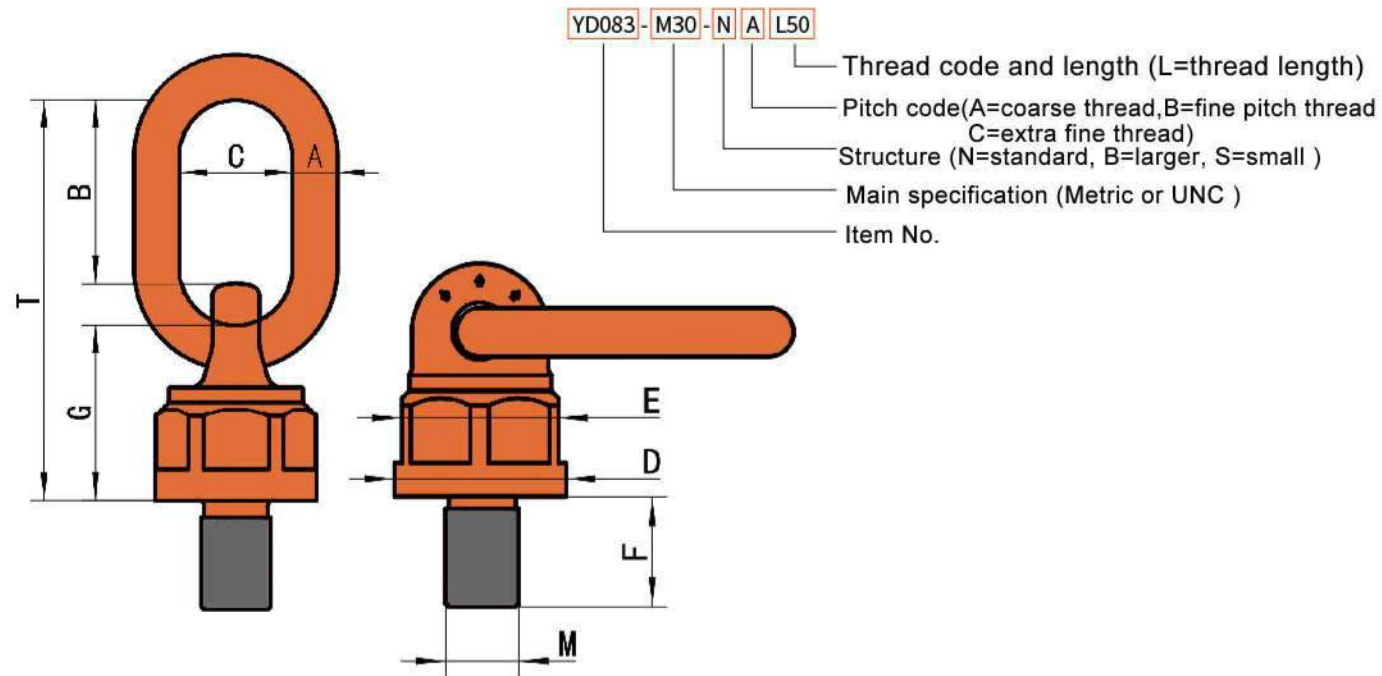 YD083-M30-N A L50
Thread code and length (L=thread length)
Pitch code(A=coarse thread,B=fine pitch thread
C=extra fine thread)
Structure (N=standard, B=larger, S=small )
Main specification (Metric or UNC )
Item No.
C
A
B
T
G
E
D
F
M